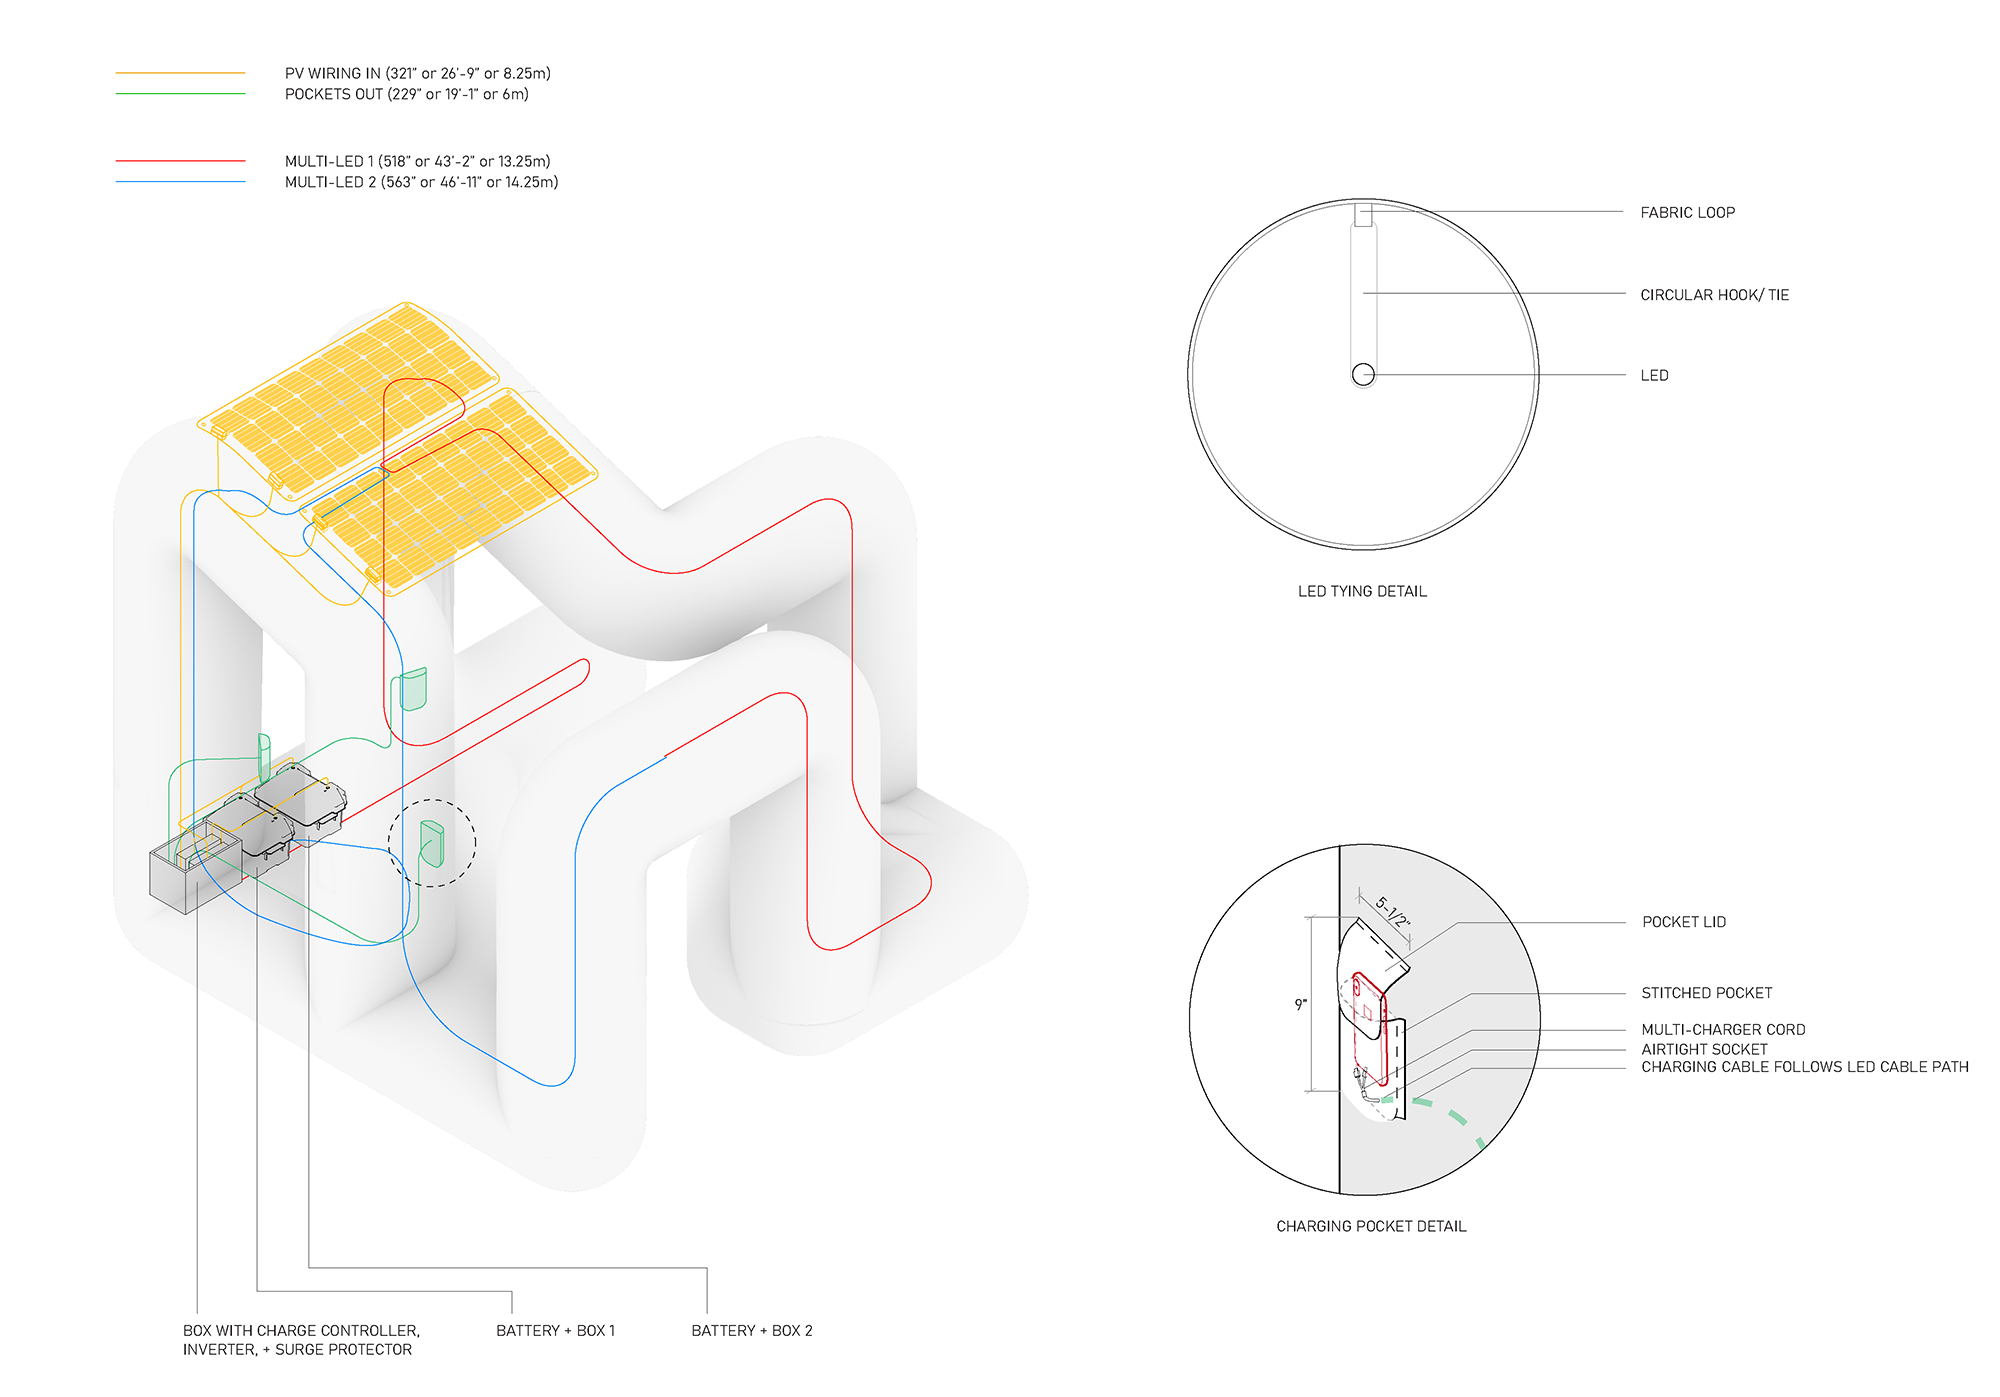 PV WIRING IN (321" or 26'-9" or 8.25m)
POCKETS OUT (229" or 19'-1" or 6m)
MULTI-LED 1 (518" or 43'-2" or 13.25m)
MULTI-LED 2 (563" or 46'-11" or 14.25m)
FABRIC LOOP
CIRCULAR HOOK/ TIE
LED
LED TYING DETAIL
5-1/2"
9"
POCKET LID
STITCHED POCKET
MULTI-CHARGER CORD
AIRTIGHT SOCKET
CHARGING CABLE FOLLOWS LED CABLE PATH
CHARGING POCKET DETAIL
BOX WITH CHARGE CONTROLLER,
INVERTER, + SURGE PROTECTOR
BATTERY + BOX 1
BATTERY + BOX 2